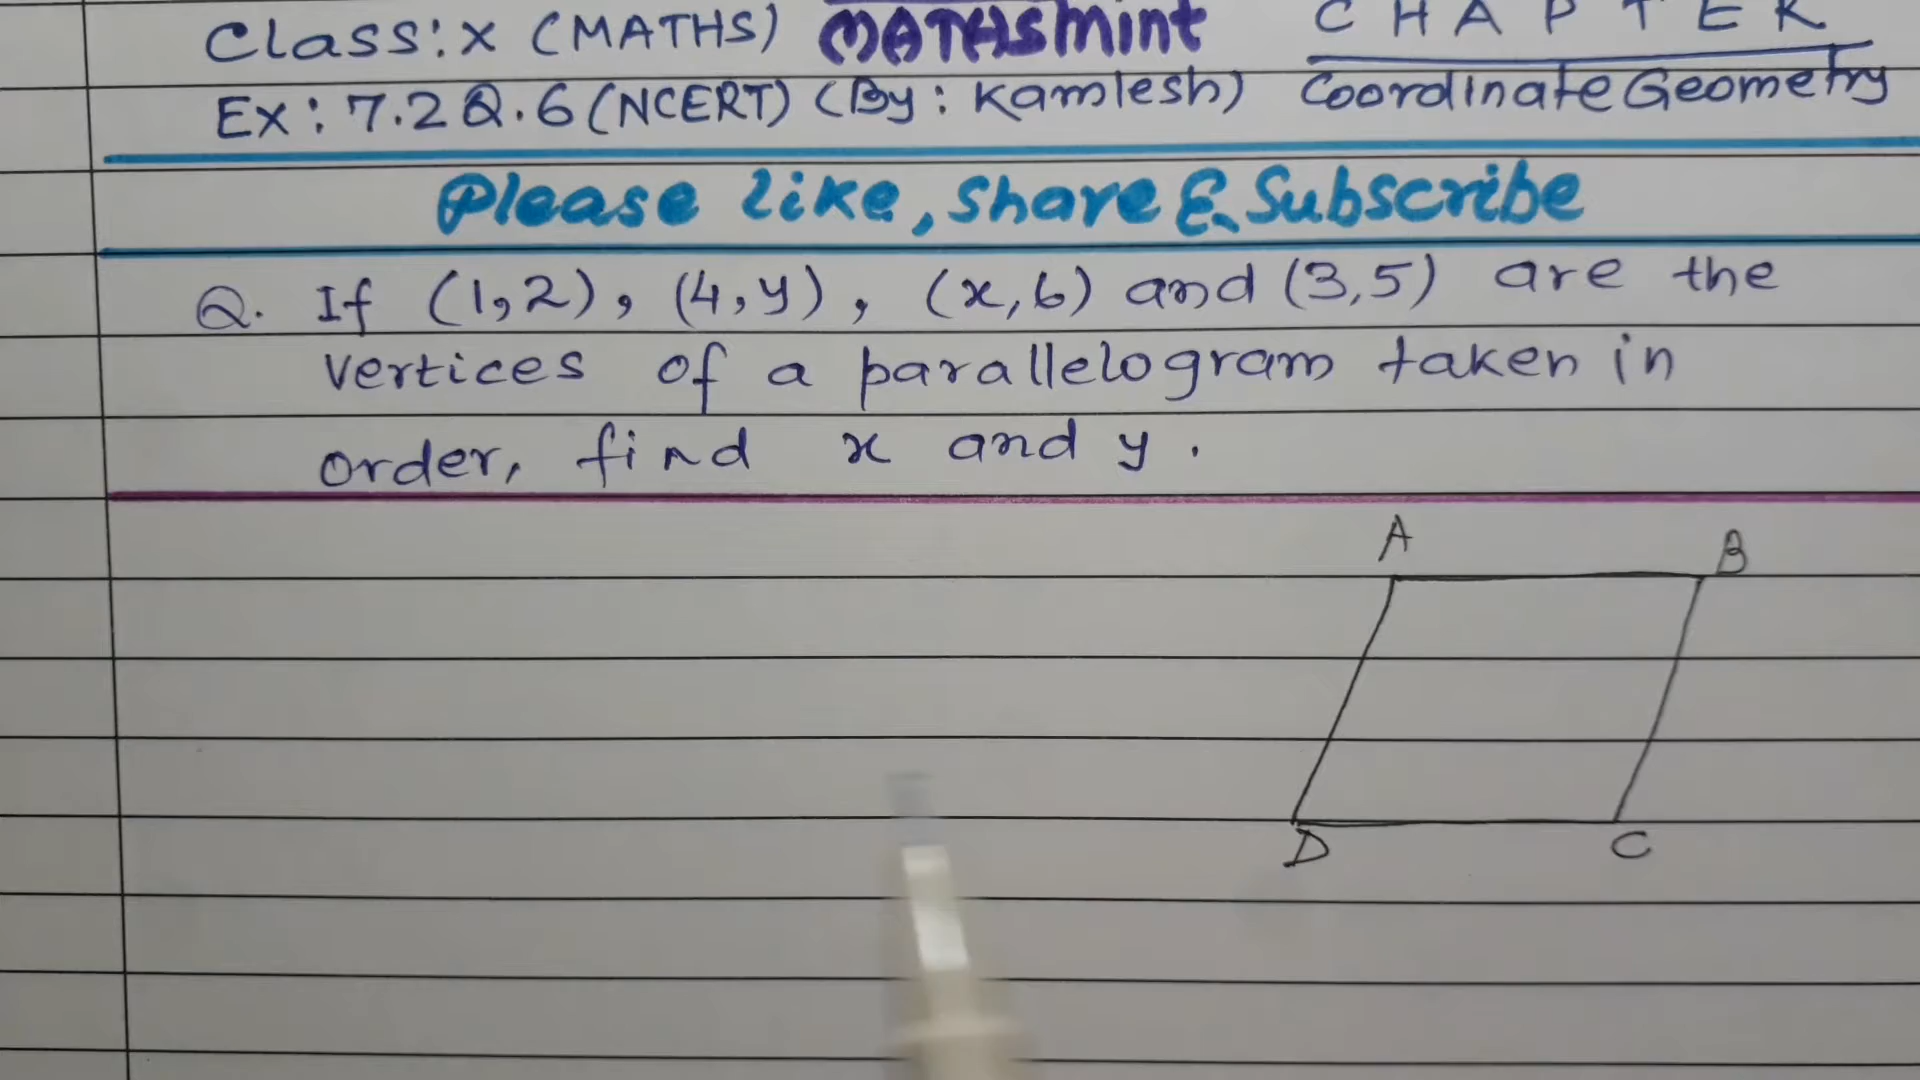 Class: X (MATHS) MATHSmint CHAPTER
Ex: 7.2 Q.6 (NCERT) (By: Kamlesh) Coordinate Geometry
Please Like, Share & Subscribe
Q. If (1,2), (4,y), (x,6) and (3,5) are the
vertices of a parallelogram taken in
order, find x and y.
A B
D C